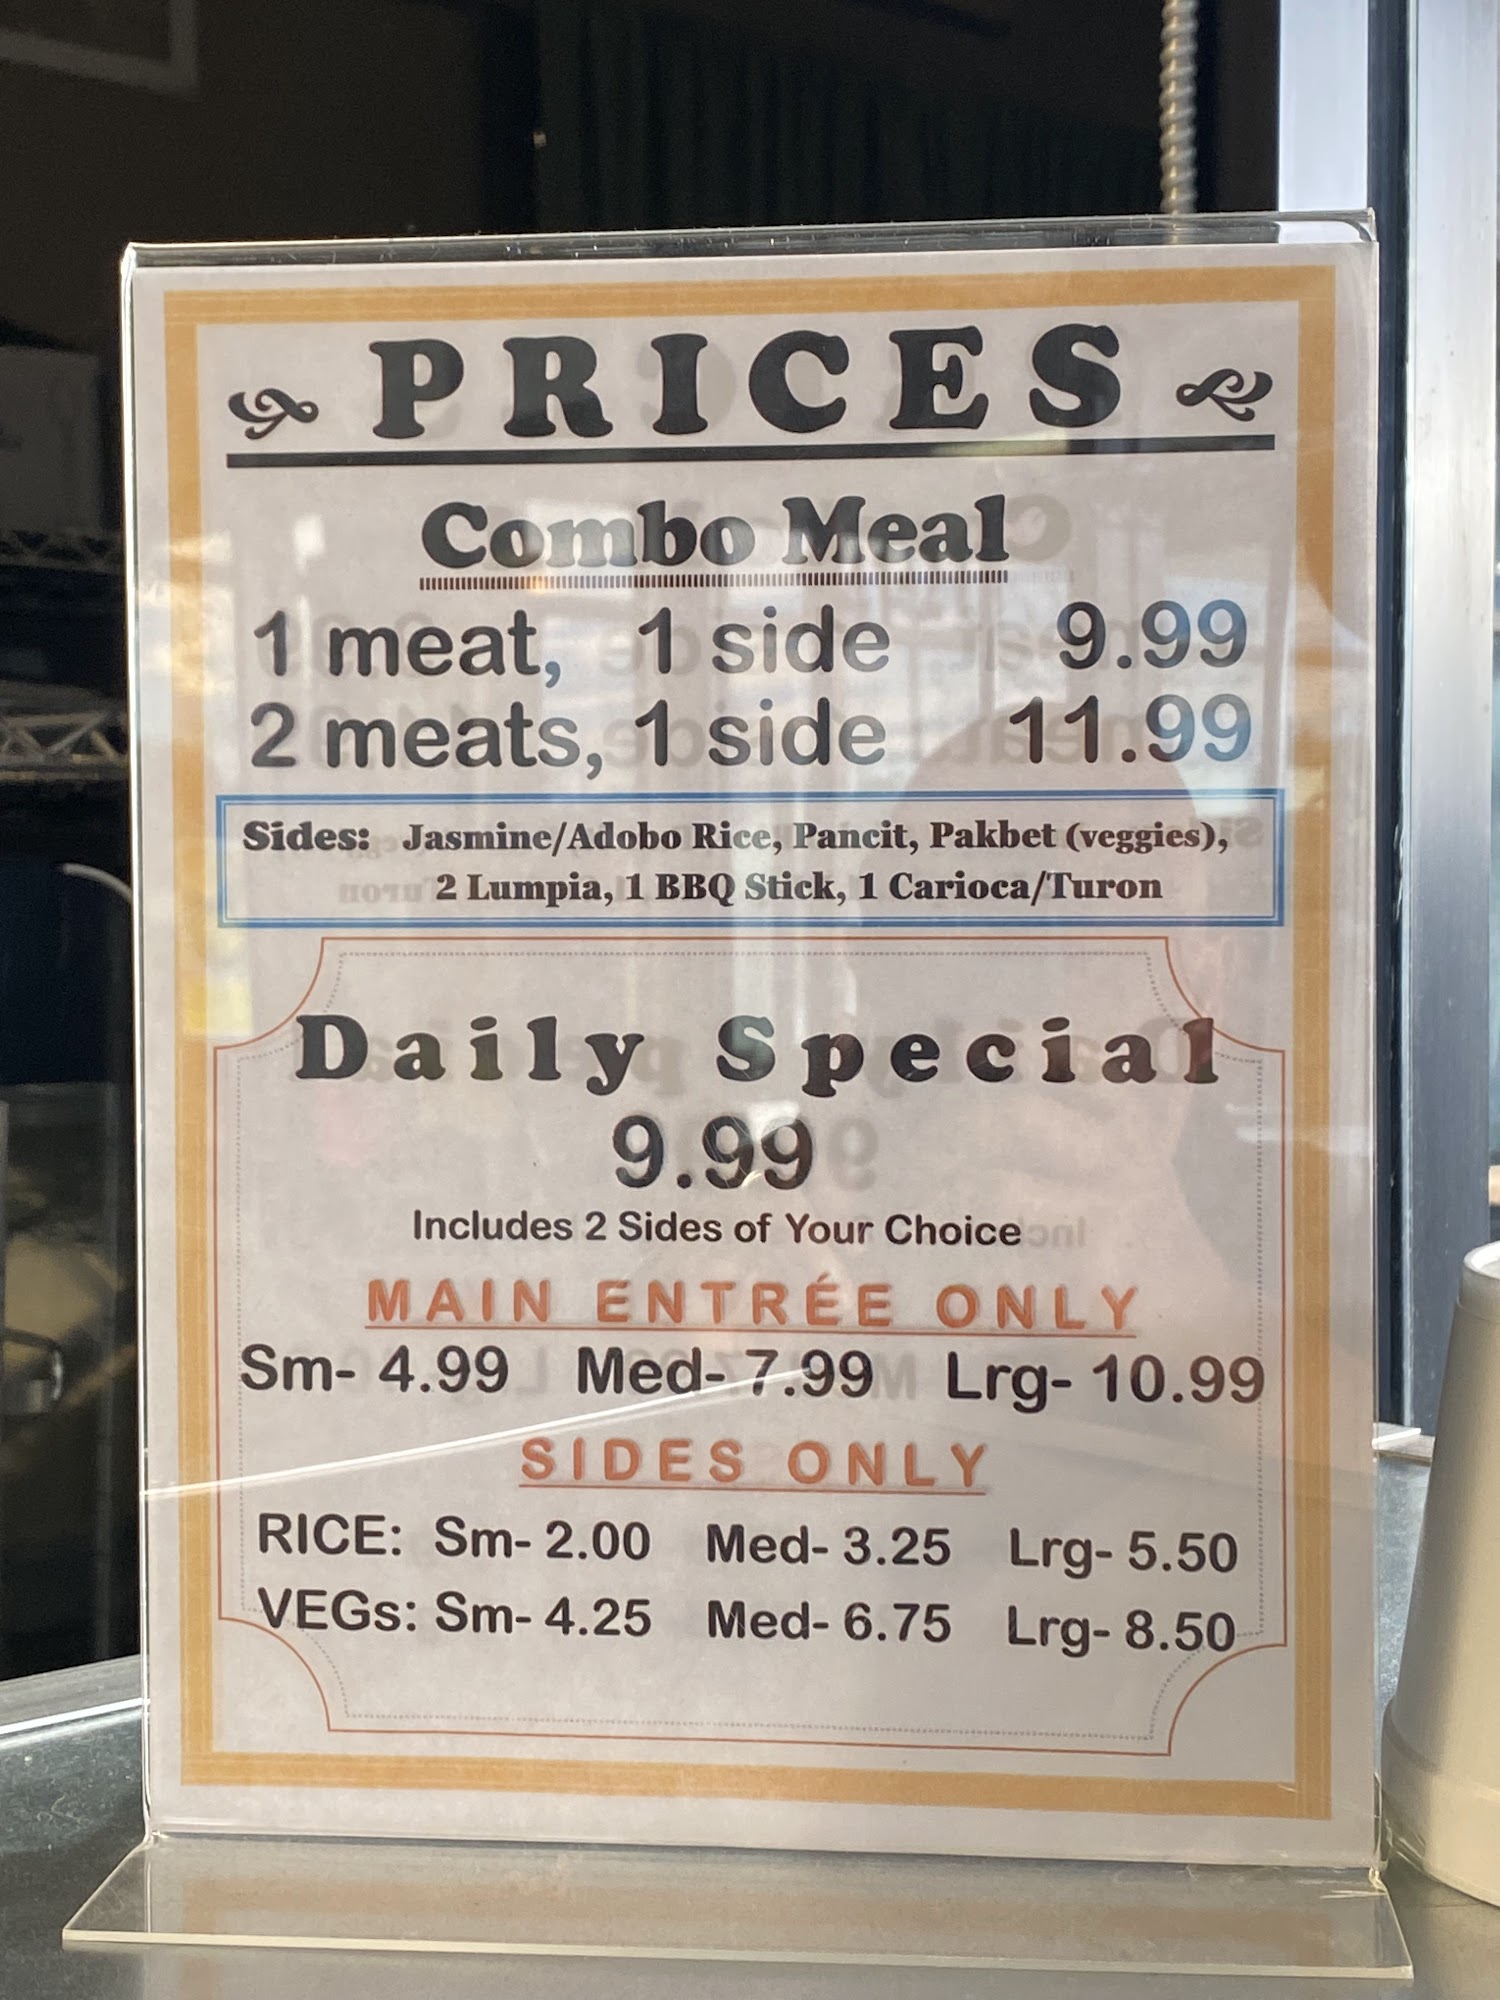 PRICES
Combo Meal
1 meat, 1 side 9.99
2 meats, 1 side 11.99
Sides: Jasmine/Adobo Rice, Pancit, Pakbet (veggies),
2 Lumpia, 1 BBQ Stick, 1 Carioca/Turon
Daily Special
9.99
Includes 2 Sides of Your Choice
MAIN ENTRÉE ONLY
Sm- 4.99 Med- 7.99 Lrg- 10.99
SIDES ONLY
RICE: Sm- 2.00 Med- 3.25 Lrg- 5.50
VEGs: Sm- 4.25 Med- 6.75 Lrg- 8.50